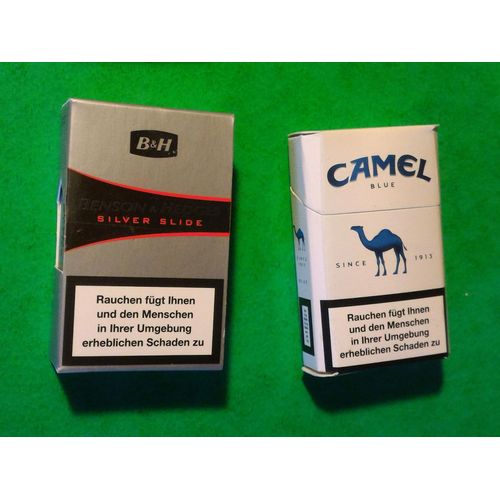 B&H
BENSON & HEDGES
SILVER SLIDE
Rauchen fügt Ihnen
und den Menschen
in Ihrer Umgebung
erheblichen Schaden zu
CAMEL
BLUE
SINCE 1913
Rauchen fügt Ihnen
und den Menschen
in Ihrer Umgebung
erheblichen Schaden zu